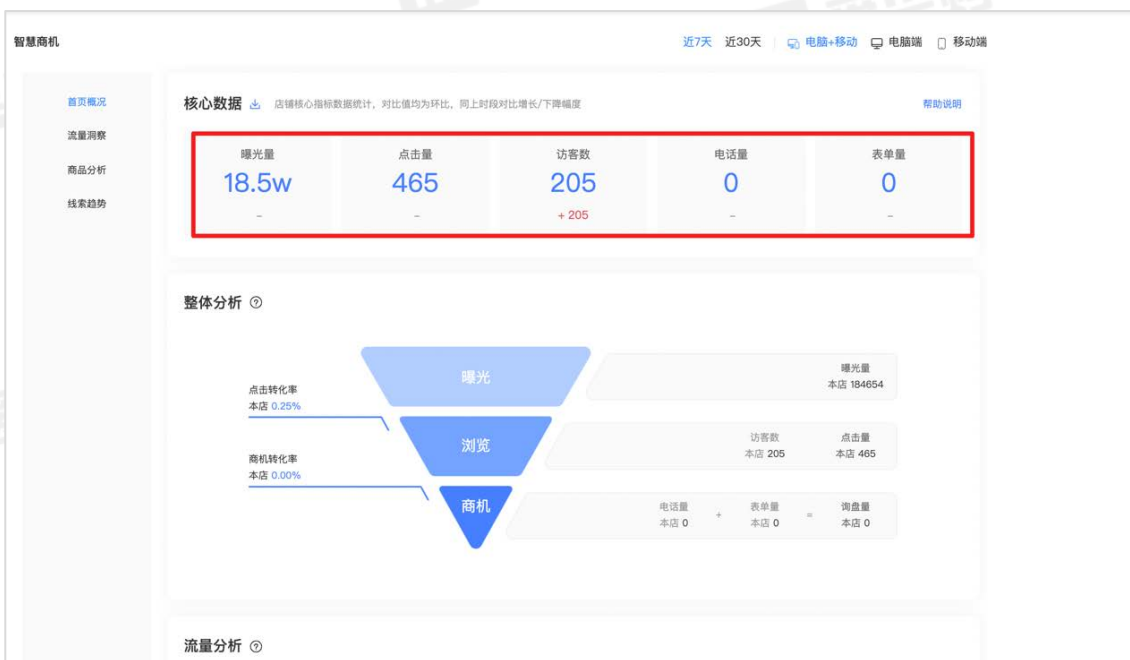 智慧商机
近7天 近30天 电脑+移动 电脑端 移动端
首页概况
流量洞察
商品分析
线索趋势
核心数据 店铺核心指标数据统计，对比值均为环比，同上时段对比增长/下降幅度 帮助说明
曝光量 点击量 访客数 电话量 表单量
18.5w 465 205 0 0
- - + 205 - -
整体分析
曝光
曝光量
本店 184654
点击转化率
本店 0.25%
浏览
访客数 点击量
本店 205 本店 465
商机转化率
本店 0.00%
商机
电话量 + 表单量 = 询盘量
本店 0 本店 0 本店 0
流量分析